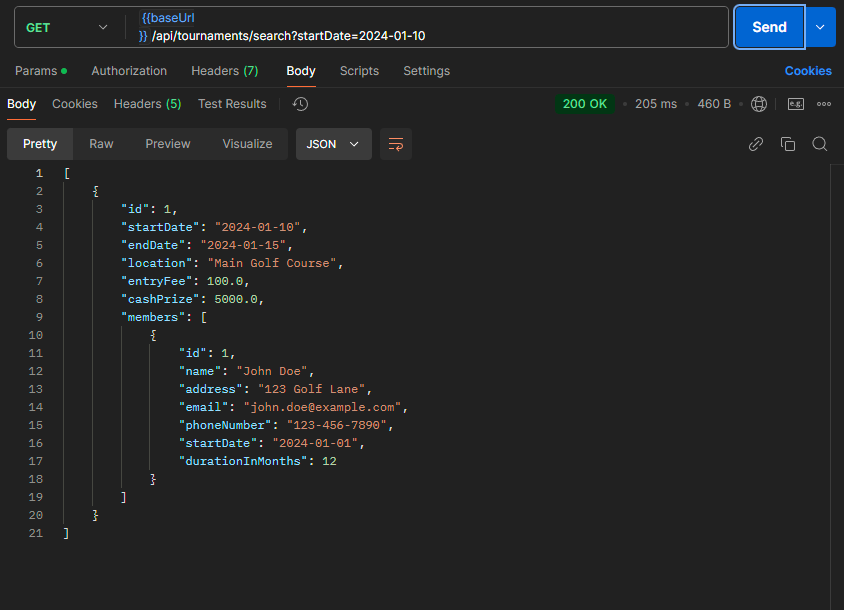 GET
{{baseUrl
}} /api/tournaments/search?startDate=2024-01-10
Send
Params Authorization Headers (7) Body Scripts Settings Cookies
Body Cookies Headers (5) Test Results 200 OK 205 ms 460 B e.g.
Pretty Raw Preview Visualize JSON
1 [
2 {
3 "id": 1,
4 "startDate": "2024-01-10",
5 "endDate": "2024-01-15",
6 "location": "Main Golf Course",
7 "entryFee": 100.0,
8 "cashPrize": 5000.0,
9 "members": [
10 {
11 "id": 1,
12 "name": "John Doe",
13 "address": "123 Golf Lane",
14 "email": "john.doe@example.com",
15 "phoneNumber": "123-456-7890",
16 "startDate": "2024-01-01",
17 "durationInMonths": 12
18 }
19 ]
20 }
21 ]